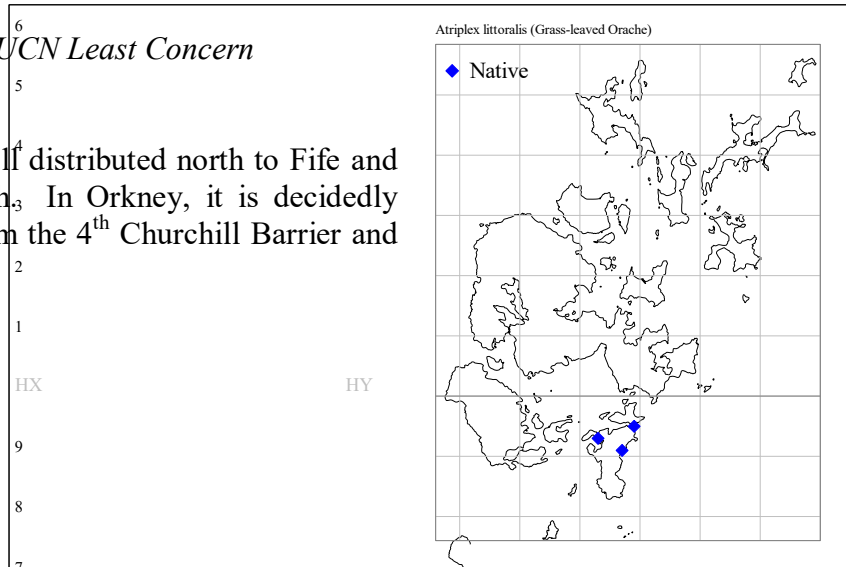 6
UCN Least Concern
Atriplex littoralis (Grass-leaved Orache)
Native
5
4
distributed north to Fife and
In Orkney, it is decidedly
3
the 4th Churchill Barrier and
2
1
HX HY
9
8
7